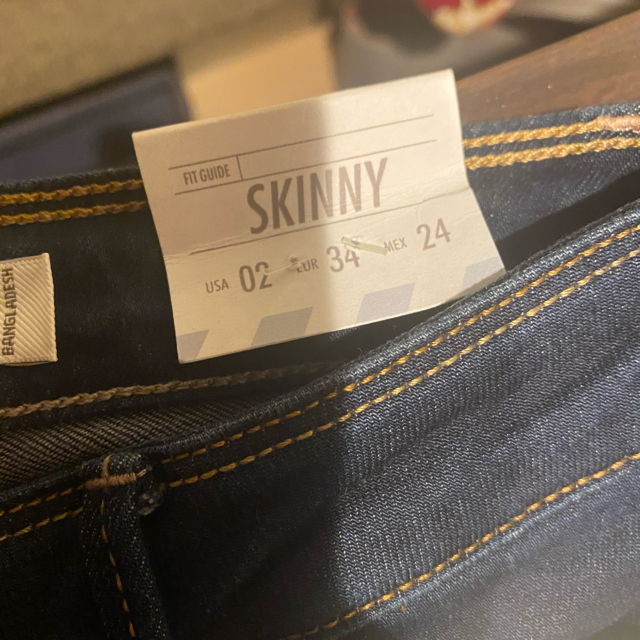 FIT GUIDE
SKINNY
USA 02 EUR 34 MEX 24
BANGLADESH